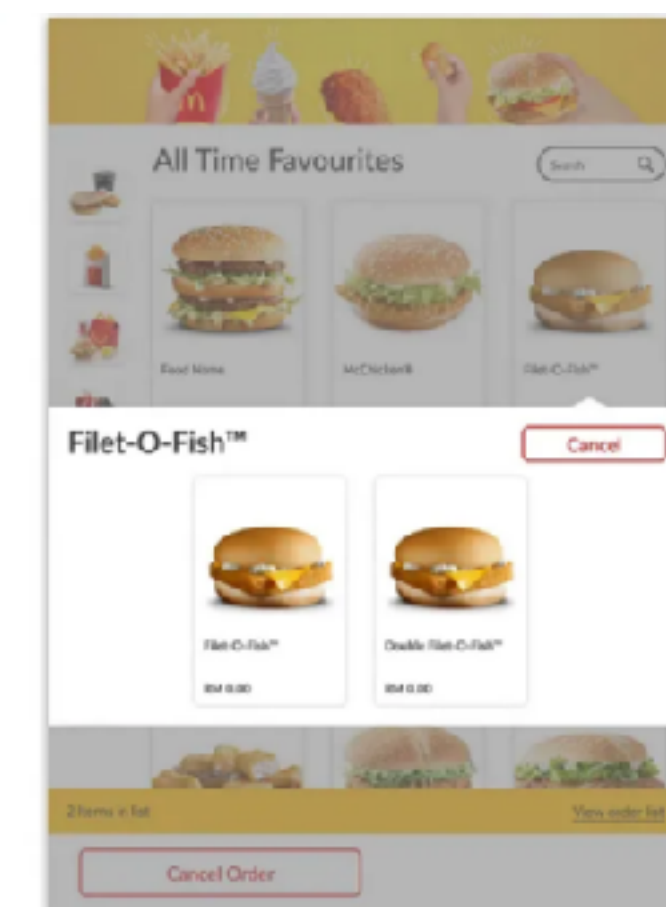 All Time Favourites
Search
Food Name
McChicken®
Filet-O-Fish™
Filet-O-Fish™
Cancel
Filet-O-Fish™
Double Filet-O-Fish™
RM 0.00
RM 0.00
2 Items in list
View order list
Cancel Order